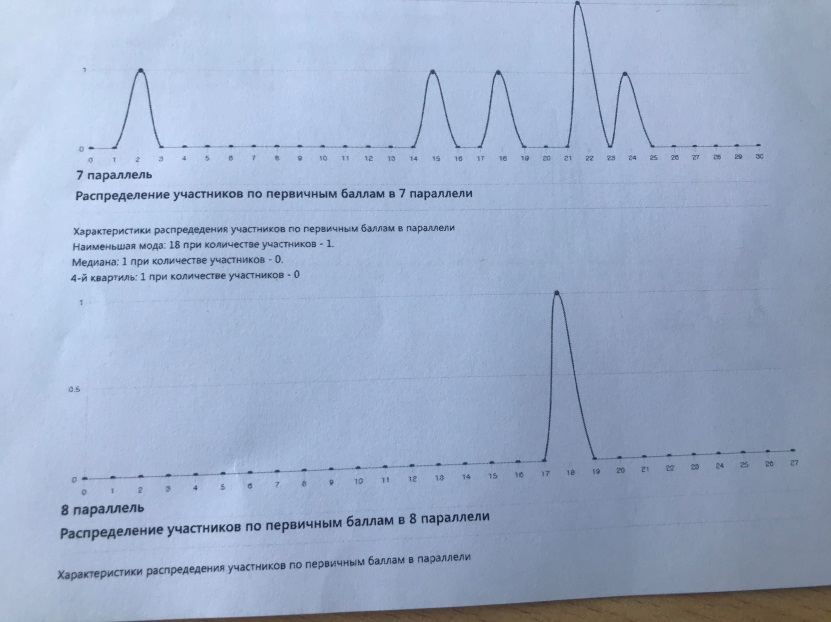 1
0
0 1 2 3 4 5 6 7 8 9 10 11 12 13 14 15 16 17 18 19 20 21 22 23 24 25 26 27 28 29 30
7 параллель
Распределение участников по первичным баллам в 7 параллели
Характеристики распредедения участников по первичным баллам в параллели
Наименьшая мода: 18 при количестве участников - 1.
Медиана: 1 при количестве участников - 0.
4-й квартиль: 1 при количестве участников - 0
1
0.5
0
0 1 2 3 4 5 6 7 8 9 10 11 12 13 14 15 16 17 18 19 20 21 22 23 24 25 26 27
8 параллель
Распределение участников по первичным баллам в 8 параллели
Характеристики распредедения участников по первичным баллам в параллели